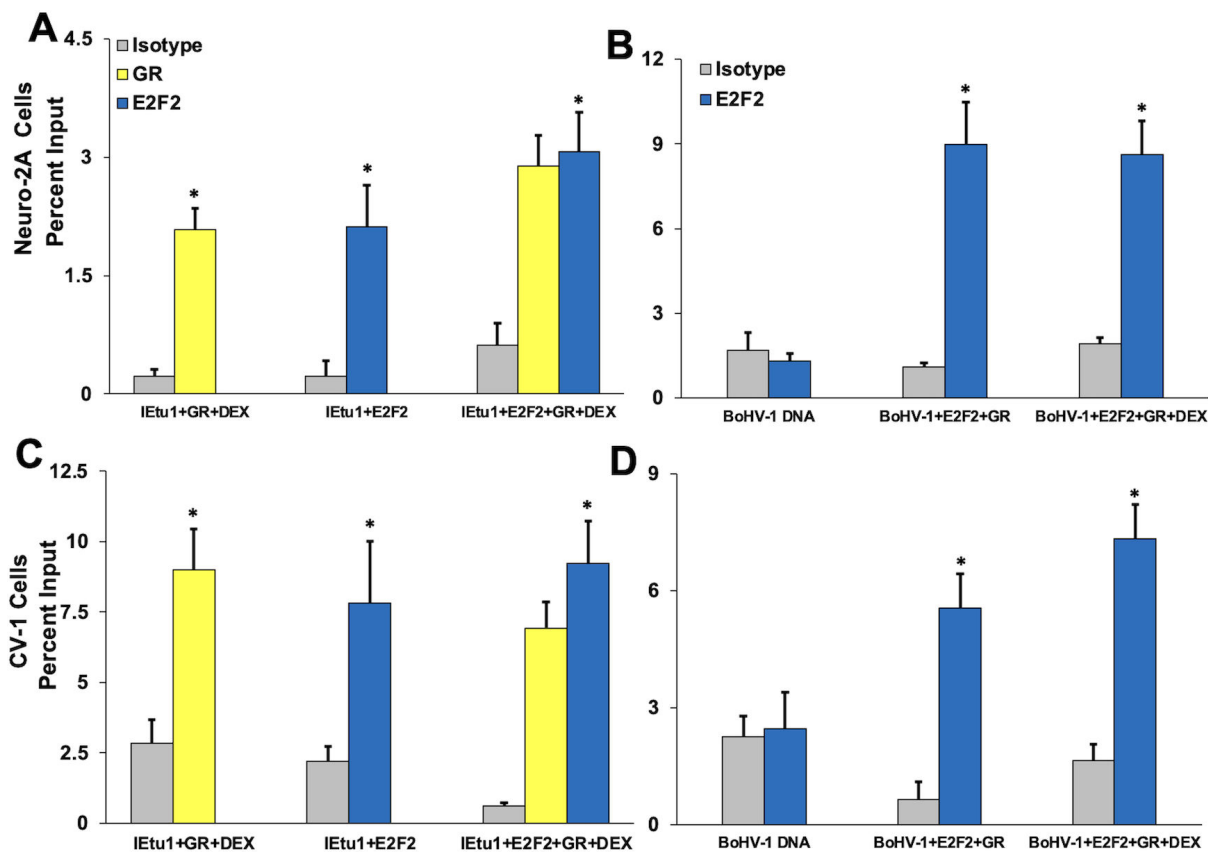 A
4.5
3
1.5
0
Neuro-2A Cells
Percent Input
Isotype
GR
E2F2
*
*
*
IEtu1+GR+DEX
IEtu1+E2F2
IEtu1+E2F2+GR+DEX
B
12
9
6
3
0
Isotype
E2F2
*
*
BoHV-1 DNA
BoHV-1+E2F2+GR
BoHV-1+E2F2+GR+DEX
C
12.5
10
7.5
5
2.5
0
CV-1 Cells
Percent Input
*
*
*
IEtu1+GR+DEX
IEtu1+E2F2
IEtu1+E2F2+GR+DEX
D
9
6
3
0
*
*
BoHV-1 DNA
BoHV-1+E2F2+GR
BoHV-1+E2F2+GR+DEX